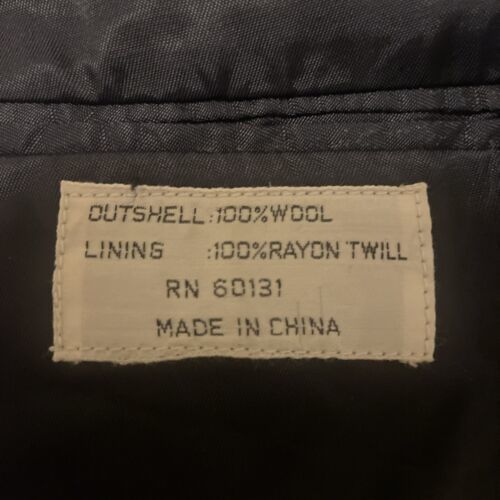 OUTSHELL:100%WOOL
LINING :100%RAYON TWILL
RN 60131
MADE IN CHINA